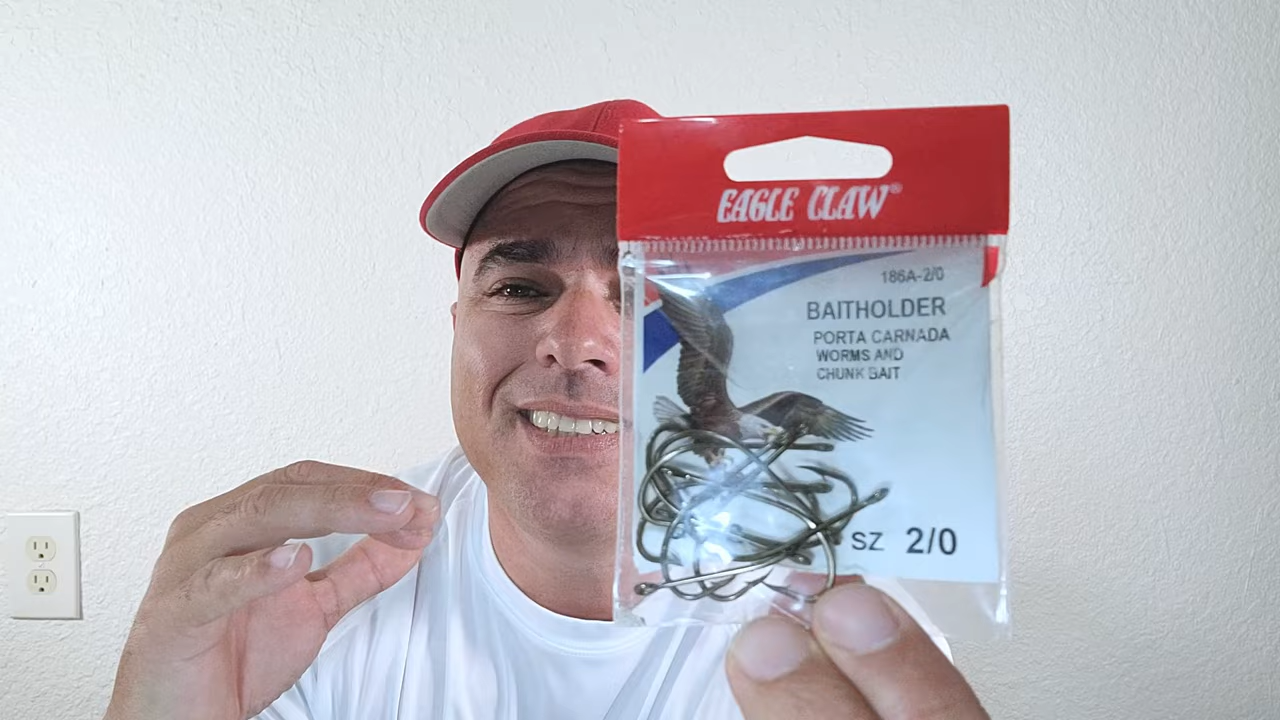 EAGLE CLAW®
186A-2/0
BAITHOLDER
PORTA CARNADA
WORMS AND
CHUNK BAIT
SZ 2/0